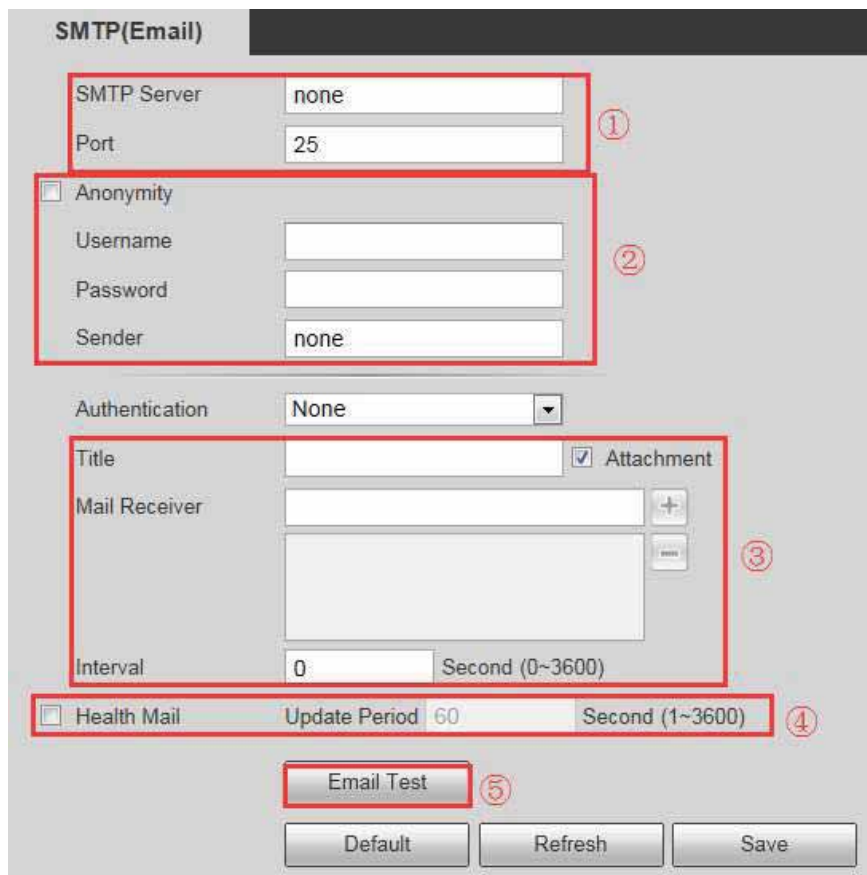 SMTP(Email)
SMTP Server none
①
Port 25
Anonymity
Username
②
Password
Sender none
Authentication None
Title Attachment
Mail Receiver +
−
③
Interval 0 Second (0~3600)
Health Mail Update Period 60 Second (1~3600) ④
Email Test ⑤
Default Refresh Save